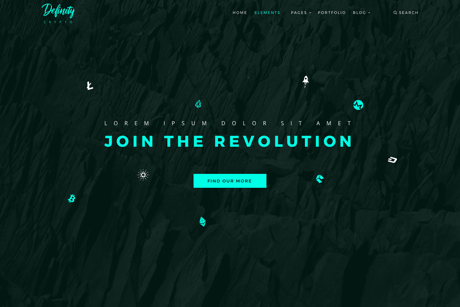 Definity
CRYPTO
HOME ELEMENTS PAGES PORTFOLIO BLOG SEARCH
LOREM IPSUM DOLOR SIT AMET
JOIN THE REVOLUTION
FIND OUR MORE